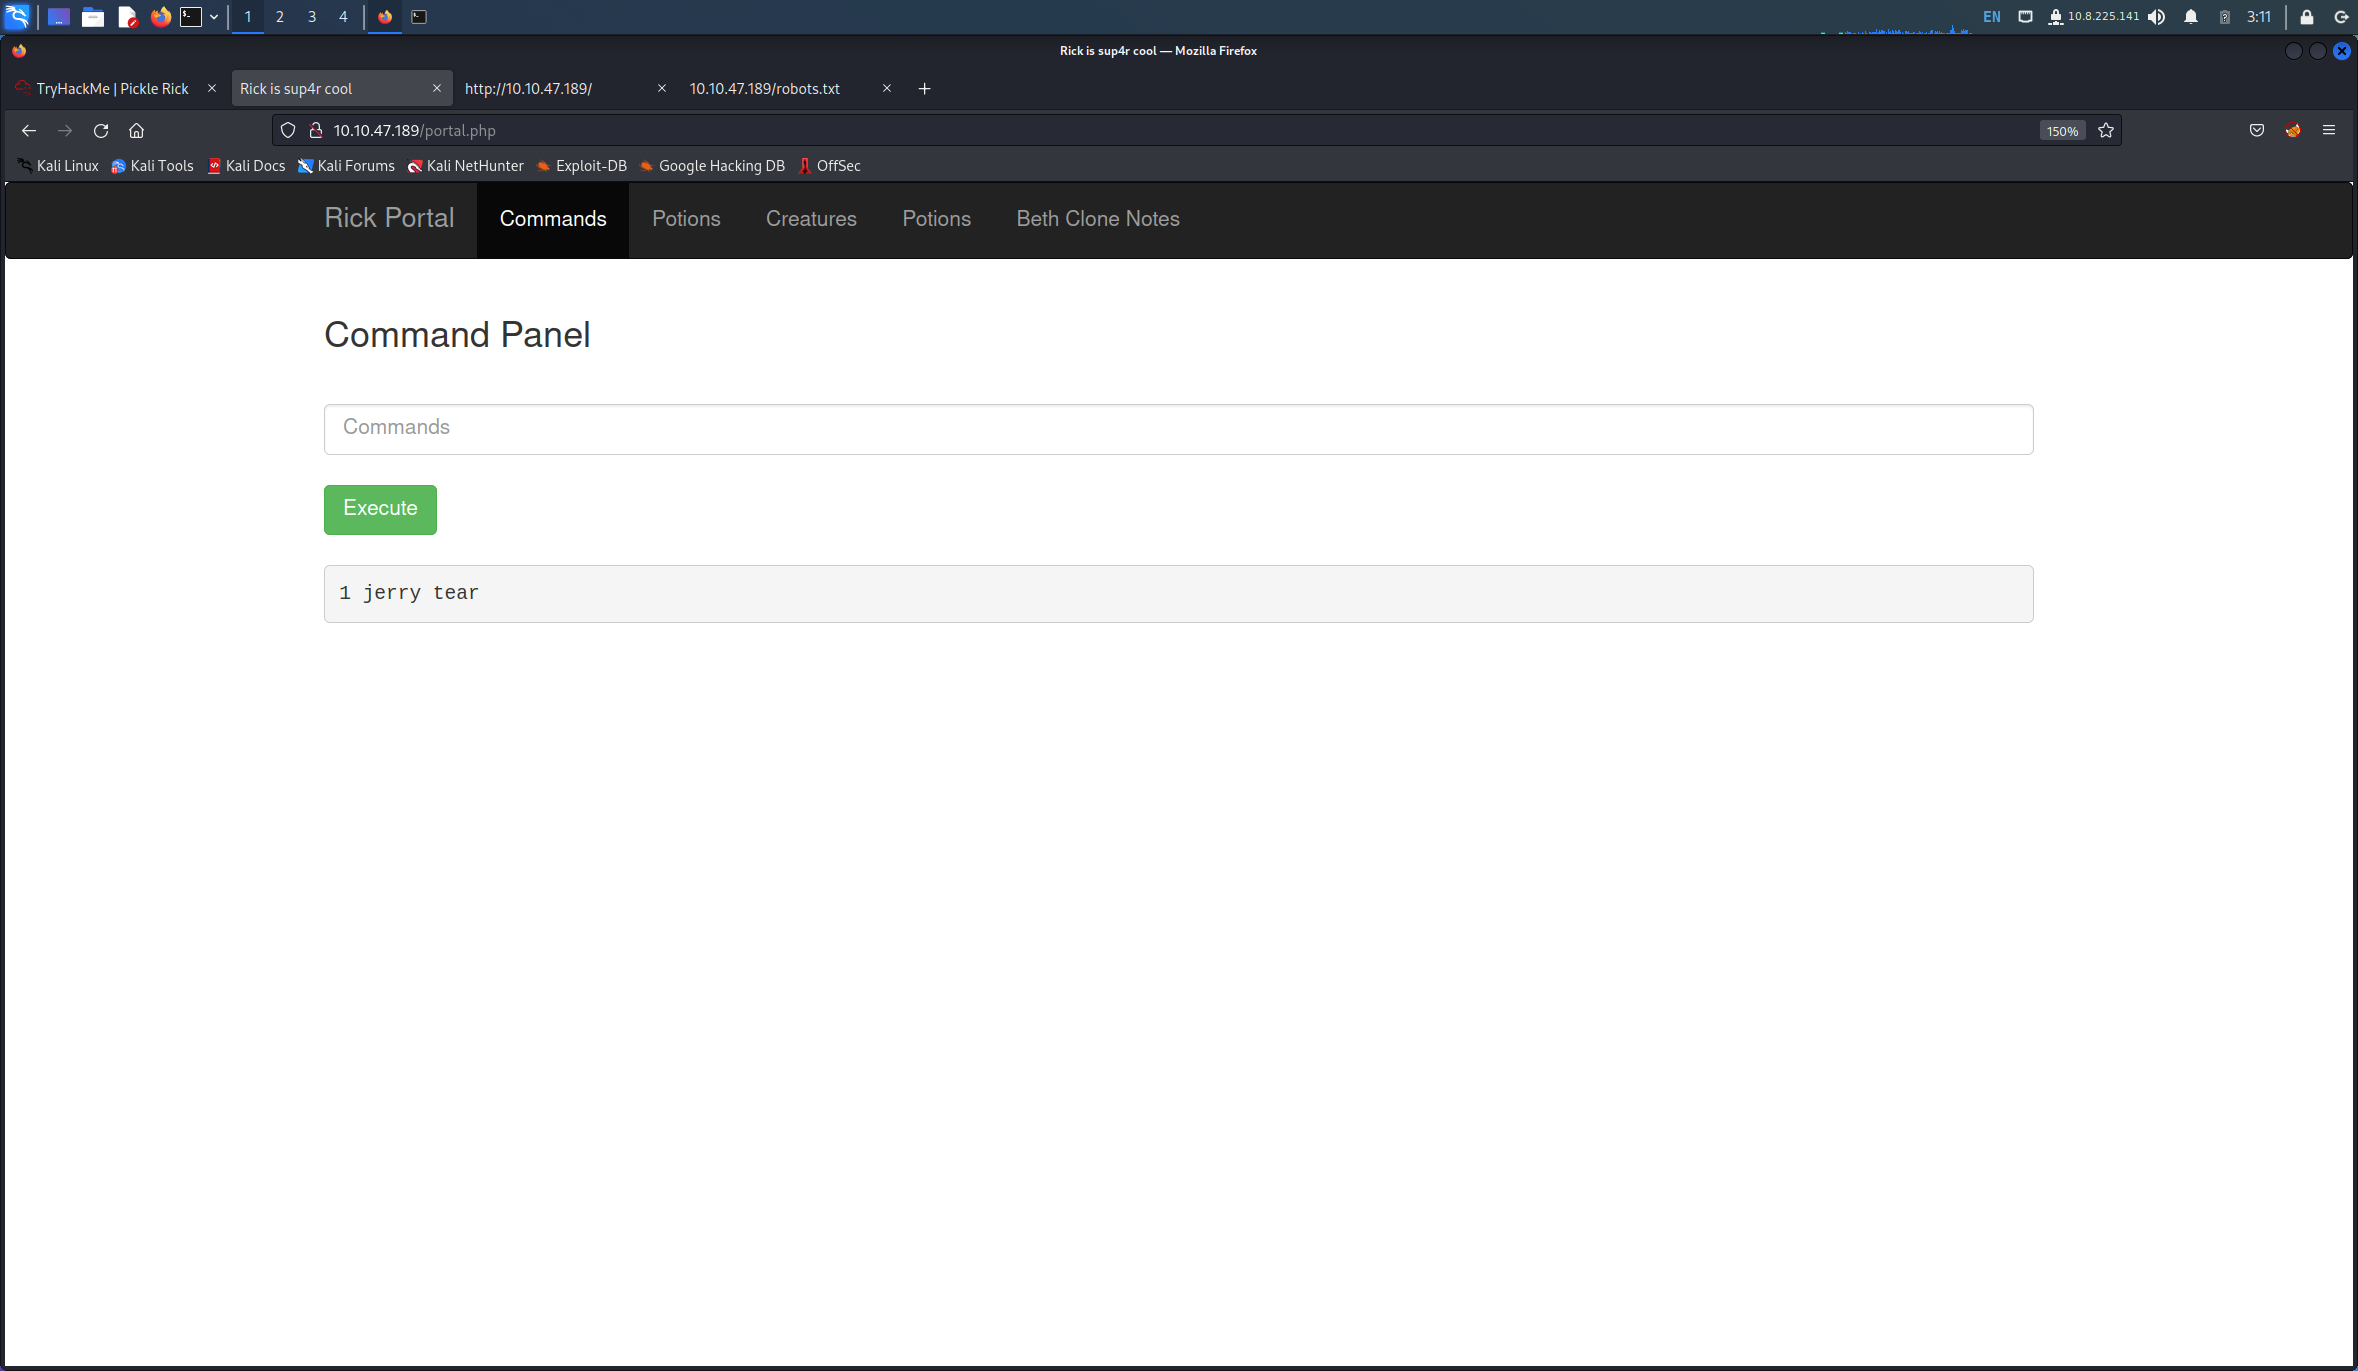 1 2 3 4 EN 10.8.225.141 3:11
Rick is sup4r cool — Mozilla Firefox
TryHackMe | Pickle Rick Rick is sup4r cool http://10.10.47.189/ 10.10.47.189/robots.txt
10.10.47.189/portal.php 150%
Kali Linux Kali Tools Kali Docs Kali Forums Kali NetHunter Exploit-DB Google Hacking DB OffSec
Rick Portal Commands Potions Creatures Potions Beth Clone Notes
Command Panel
Commands
Execute
1 jerry tear